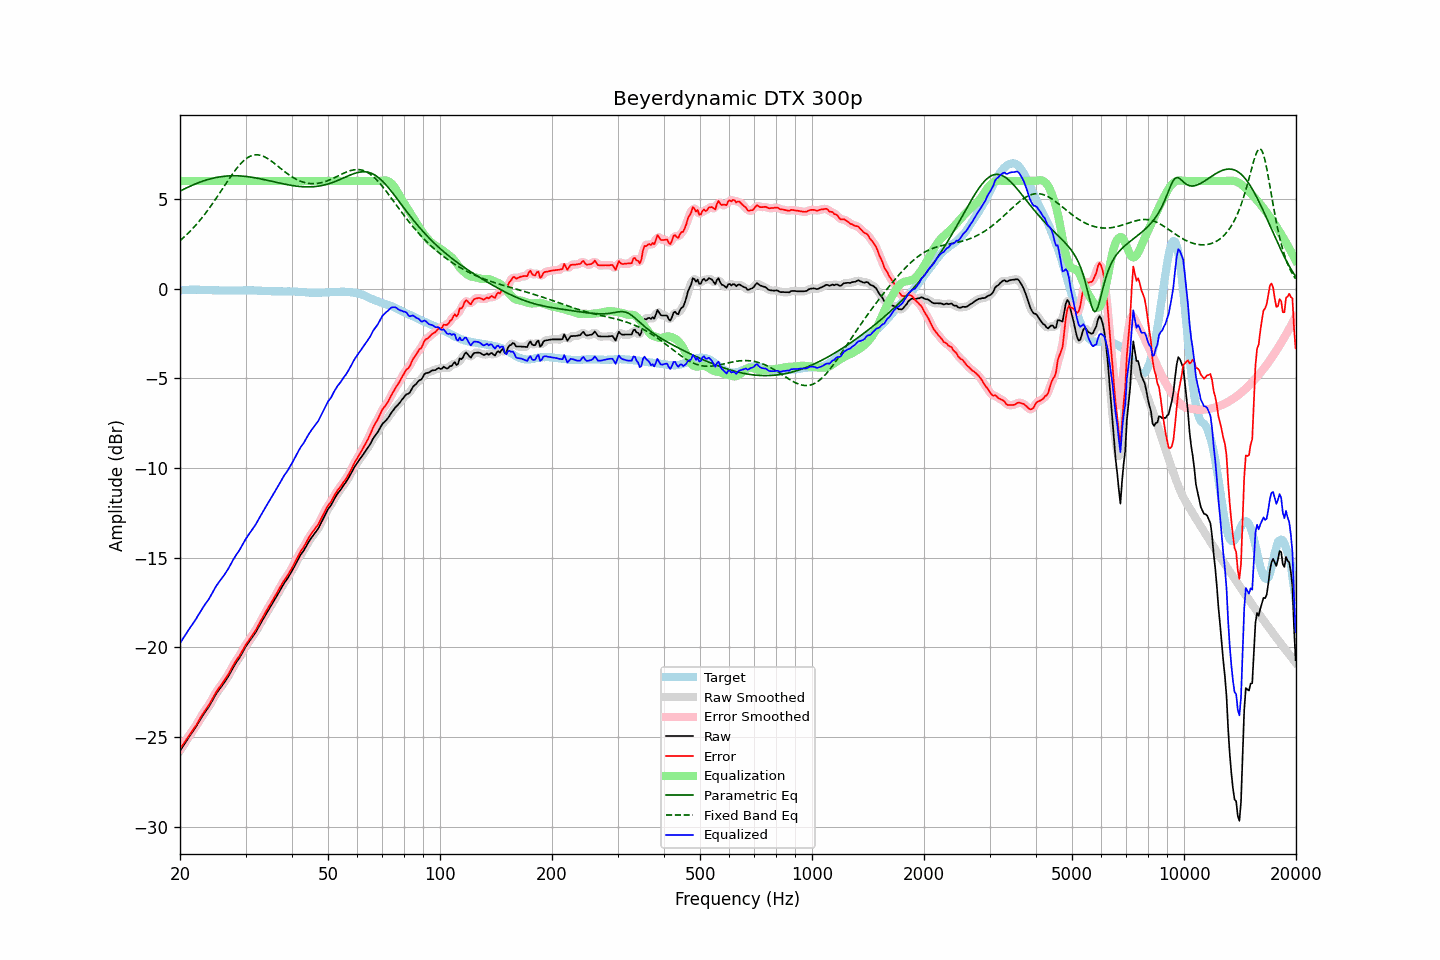 Beyerdynamic DTX 300p
Amplitude (dBr)
5
0
−5
−10
−15
−20
−25
−30
Target
Raw Smoothed
Error Smoothed
Raw
Error
Equalization
Parametric Eq
Fixed Band Eq
Equalized
20 50 100 200 500 1000 2000 5000 10000 20000
Frequency (Hz)